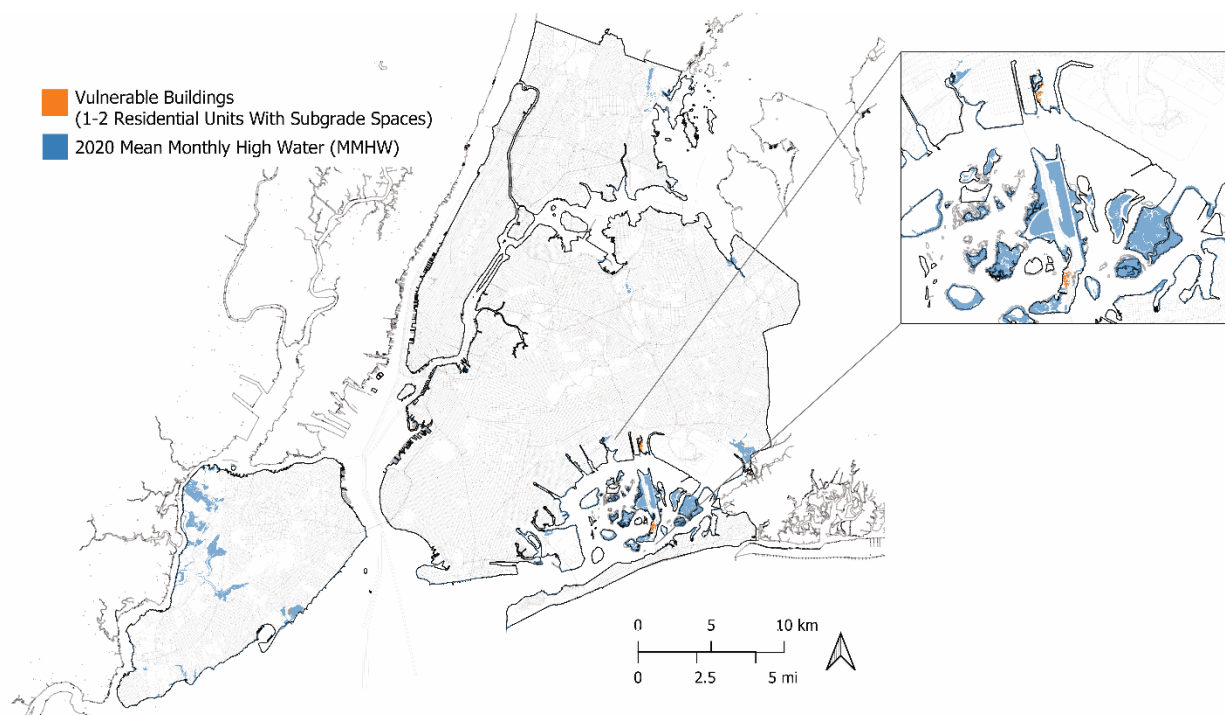 Vulnerable Buildings
(1-2 Residential Units With Subgrade Spaces)
2020 Mean Monthly High Water (MMHW)
0 5 10 km
0 2.5 5 mi